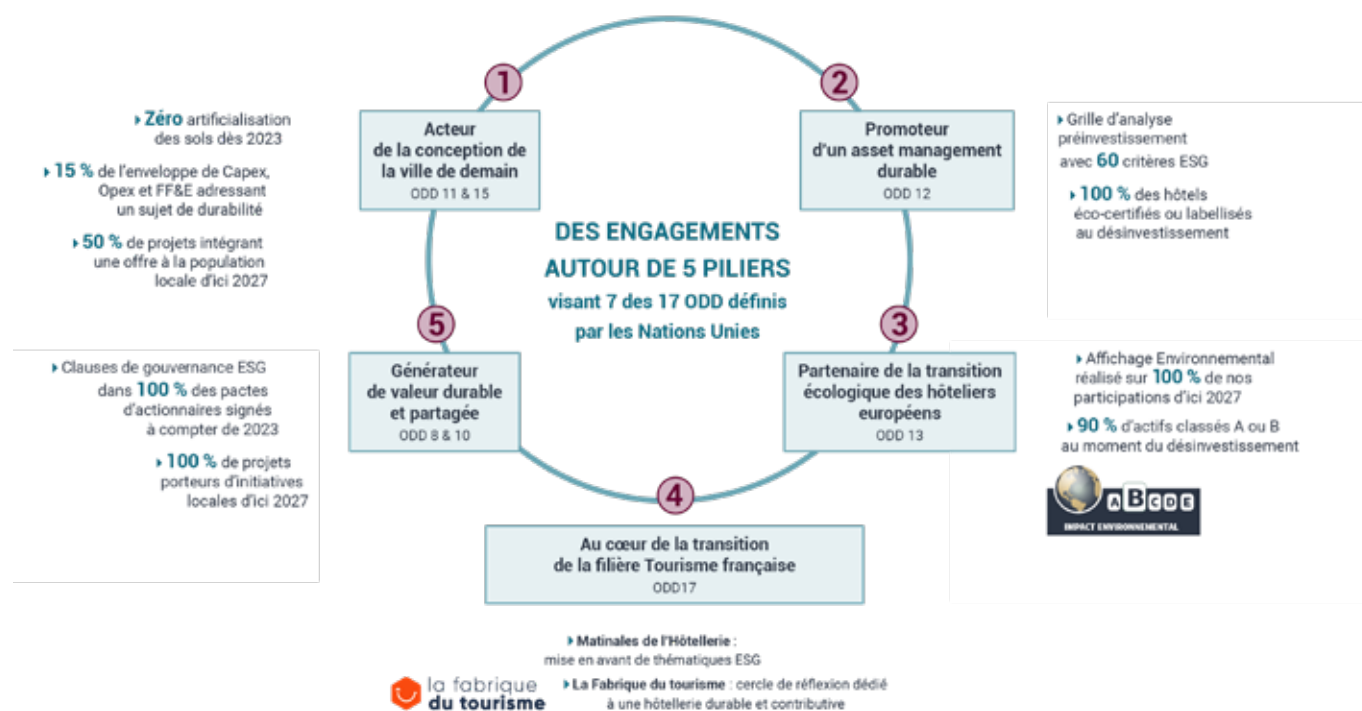 DES ENGAGEMENTS
AUTOUR DE 5 PILIERS
visant 7 des 17 ODD définis
par les Nations Unies
1
Acteur
de la conception de
la ville de demain
ODD 11 & 15
Zéro artificialisation
des sols dès 2023
15 % de l'enveloppe de Capex,
Opex et FF&E adressant
un sujet de durabilité
50 % de projets intégrant
une offre à la population
locale d'ici 2027
2
Promoteur
d'un asset management
durable
ODD 12
Grille d'analyse
préinvestissement
avec 60 critères ESG
100 % des hôtels
éco-certifiés ou labellisés
au désinvestissement
3
Partenaire de la transition
écologique des hôteliers
européens
ODD 13
Affichage Environnemental
réalisé sur 100 % de nos
participations d'ici 2027
90 % d'actifs classés A ou B
au moment du désinvestissement
A B C D E
IMPACT ENVIRONNEMENTAL
4
Au cœur de la transition
de la filière Tourisme française
ODD17
Matinales de l'Hôtellerie :
mise en avant de thématiques ESG
La Fabrique du tourisme : cercle de réflexion dédié
à une hôtellerie durable et contributive
la fabrique
du tourisme
5
Générateur
de valeur durable
et partagée
ODD 8 & 10
Clauses de gouvernance ESG
dans 100 % des pactes
d'actionnaires signés
à compter de 2023
100 % de projets
porteurs d'initiatives
locales d'ici 2027